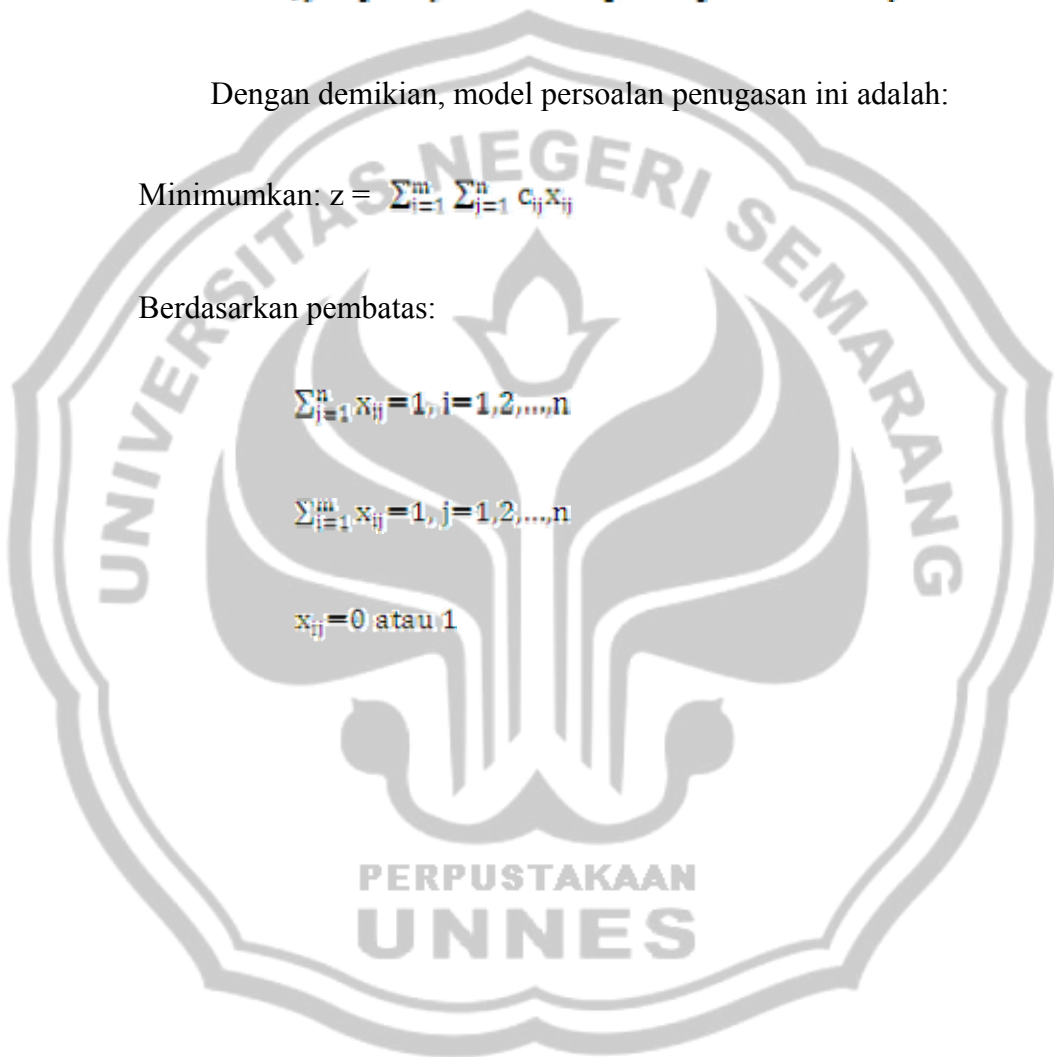 Dengan demikian, model persoalan penugasan ini adalah:
Minimumkan: z = ∑ᵐᵢ₌₁ ∑ⁿⱼ₌₁ cᵢⱼxᵢⱼ
Berdasarkan pembatas:
∑ⁿⱼ₌₁ xᵢⱼ=1, i=1,2,...,n
∑ᵐᵢ₌₁ xᵢⱼ=1, j=1,2,...,n
xᵢⱼ=0 atau 1
UNIVERSITAS NEGERI SEMARANG
PERPUSTAKAAN
UNNES